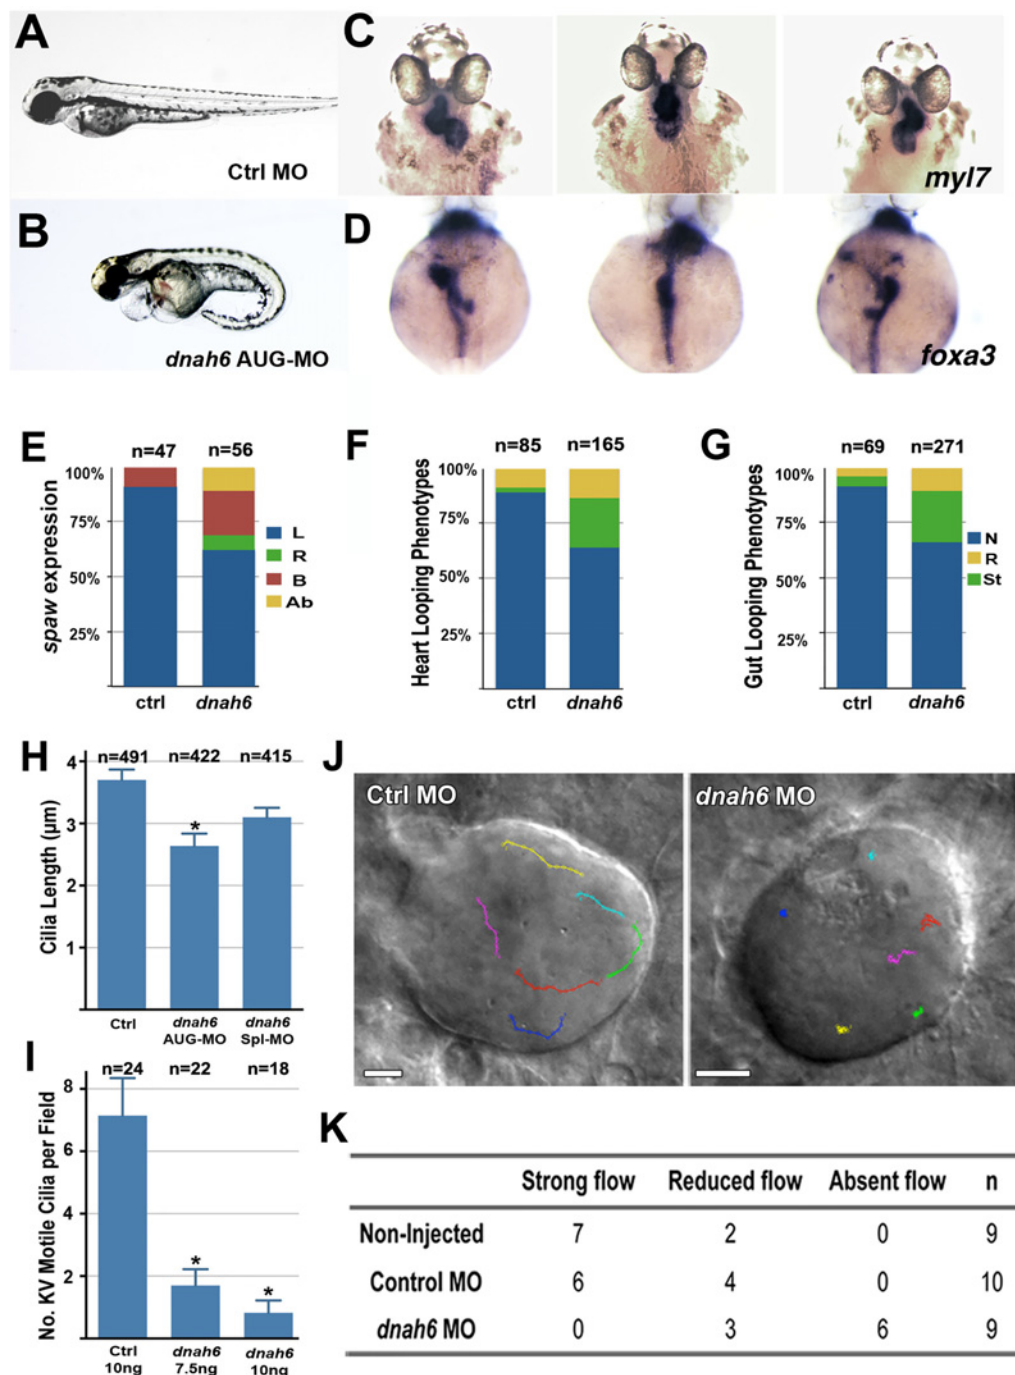 A
Ctrl MO
B
dnah6 AUG-MO
C
myl7
D
foxa3
E
n=47 n=56
100%
75%
50%
25%
spaw expression
ctrl dnah6
L
R
B
Ab
F
n=85 n=165
100%
75%
50%
25%
Heart Looping Phenotypes
ctrl dnah6
G
n=69 n=271
100%
75%
50%
25%
Gut Looping Phenotypes
ctrl dnah6
N
R
St
H
n=491 n=422 n=415
4
3
2
1
Cilia Length (µm)
*
Ctrl dnah6 dnah6
AUG-MO Spl-MO
I
n=24 n=22 n=18
8
6
4
2
No. KV Motile Cilia per Field
* *
Ctrl dnah6 dnah6
10ng 7.5ng 10ng
J
Ctrl MO
dnah6 MO
K
Strong flow Reduced flow Absent flow n
Non-Injected 7 2 0 9
Control MO 6 4 0 10
dnah6 MO 0 3 6 9